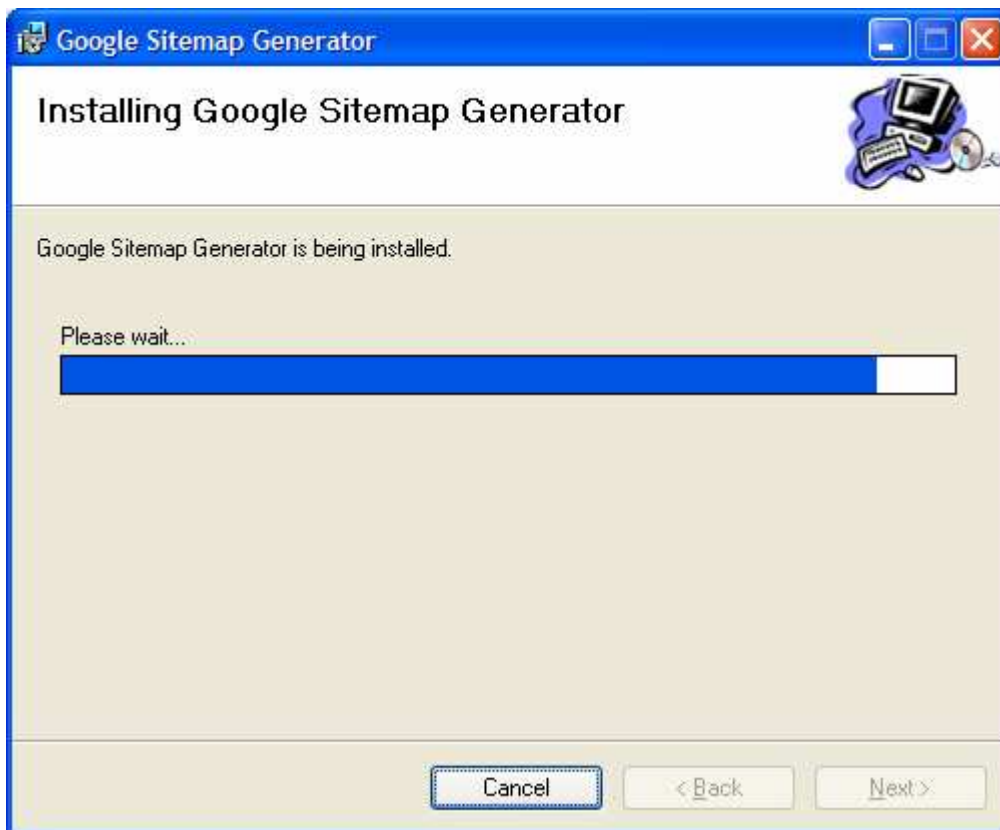 Google Sitemap Generator
Installing Google Sitemap Generator
Google Sitemap Generator is being installed.
Please wait...
Cancel
< Back
Next >